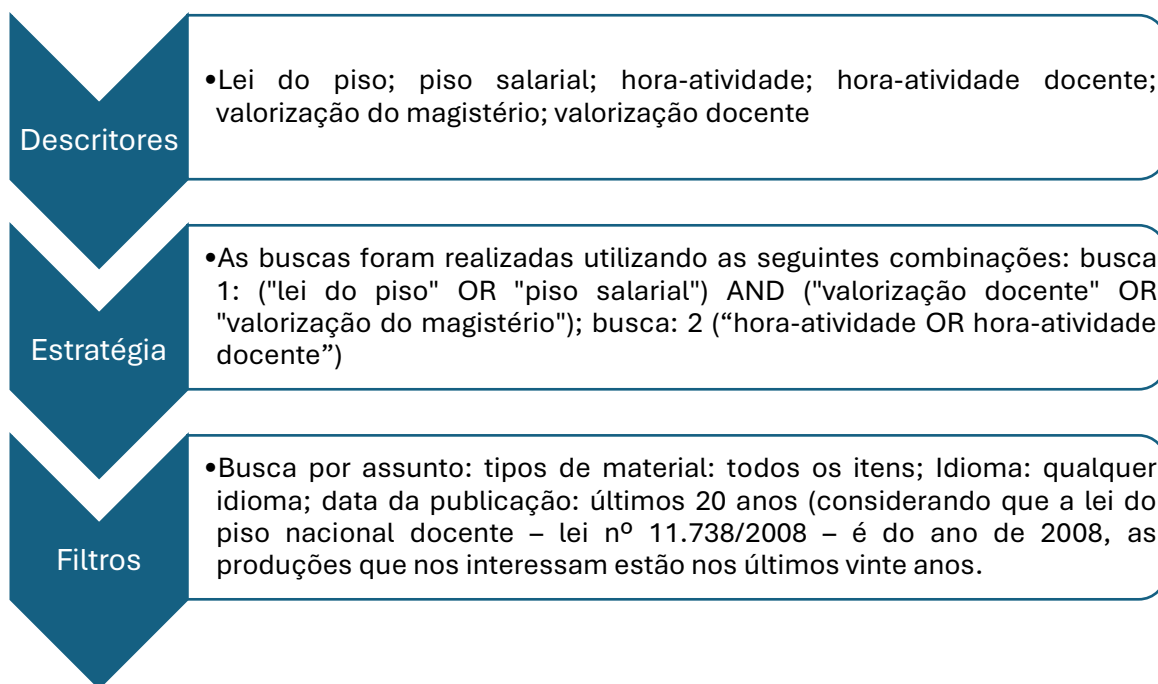 Descritores
•Lei do piso; piso salarial; hora-atividade; hora-atividade docente;
valorização do magistério; valorização docente
Estratégia
•As buscas foram realizadas utilizando as seguintes combinações: busca
1: ("lei do piso" OR "piso salarial") AND ("valorização docente" OR
"valorização do magistério"); busca: 2 (“hora-atividade OR hora-atividade
docente”)
Filtros
•Busca por assunto: tipos de material: todos os itens; Idioma: qualquer
idioma; data da publicação: últimos 20 anos (considerando que a lei do
piso nacional docente – lei nº 11.738/2008 – é do ano de 2008, as
produções que nos interessam estão nos últimos vinte anos.